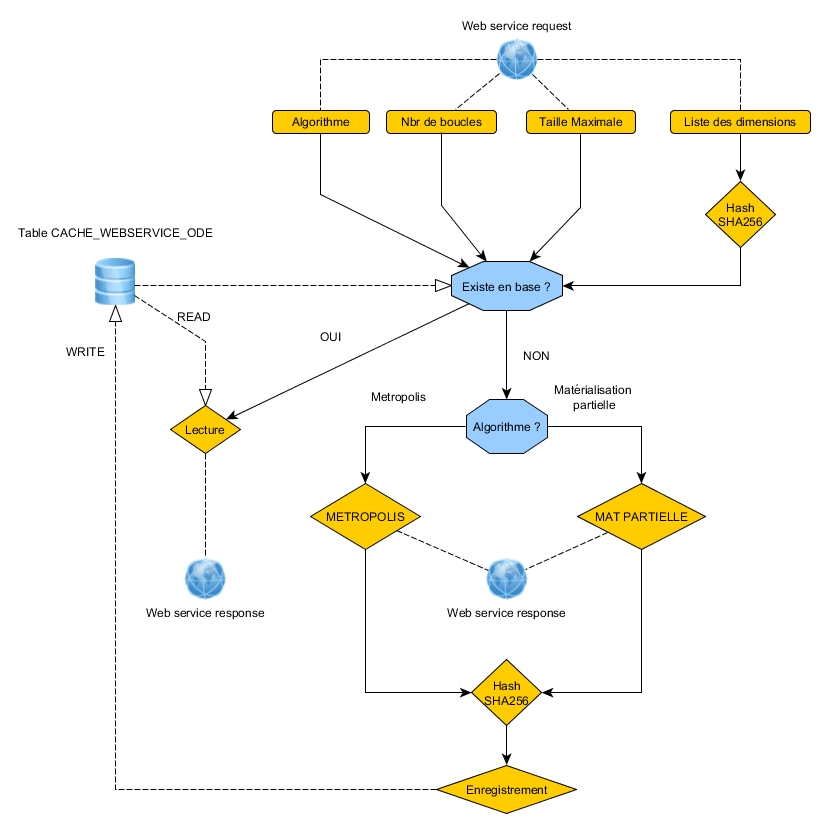 Web service request
Algorithme
Nbr de boucles
Taille Maximale
Liste des dimensions
Hash
SHA256
Table CACHE_WEBSERVICE_ODE
Existe en base ?
READ
OUI
WRITE
NON
Metropolis
Matérialisation
partielle
Lecture
Algorithme ?
METROPOLIS
MAT PARTIELLE
Web service response
Web service response
Hash
SHA256
Enregistrement